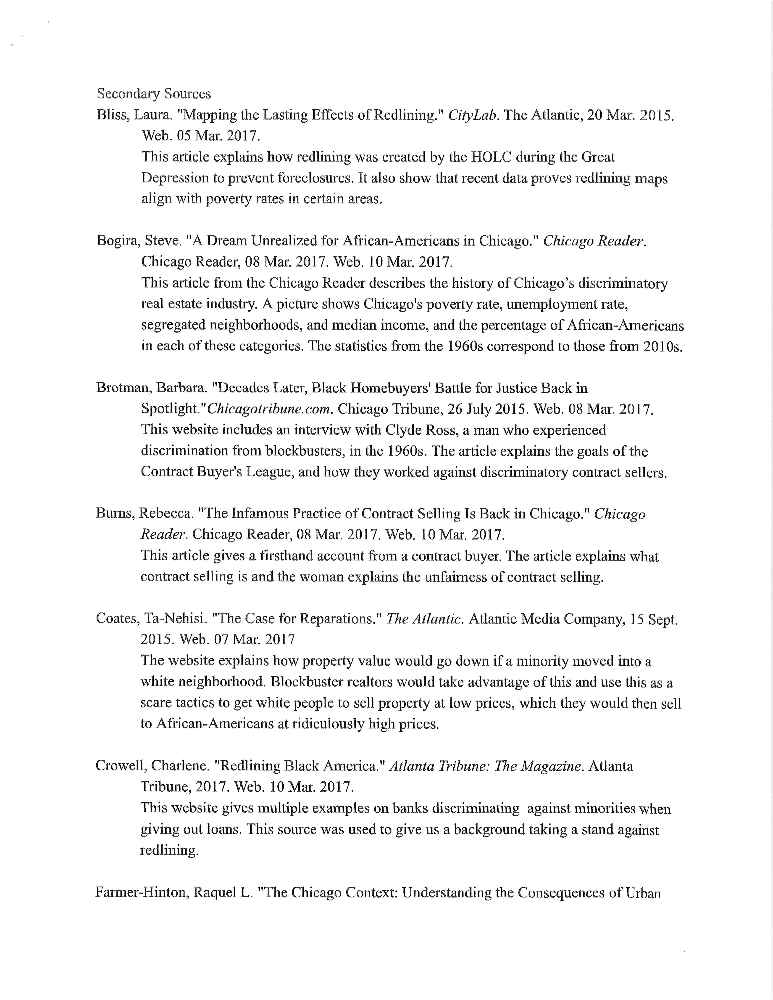 Secondary Sources
Bliss, Laura. "Mapping the Lasting Effects of Redlining." CityLab. The Atlantic, 20 Mar. 2015.
Web. 05 Mar. 2017.
This article explains how redlining was created by the HOLC during the Great
Depression to prevent foreclosures. It also show that recent data proves redlining maps
align with poverty rates in certain areas.
Bogira, Steve. "A Dream Unrealized for African-Americans in Chicago." Chicago Reader.
Chicago Reader, 08 Mar. 2017. Web. 10 Mar. 2017.
This article from the Chicago Reader describes the history of Chicago’s discriminatory
real estate industry. A picture shows Chicago's poverty rate, unemployment rate,
segregated neighborhoods, and median income, and the percentage of African-Americans
in each of these categories. The statistics from the 1960s correspond to those from 2010s.
Brotman, Barbara. "Decades Later, Black Homebuyers' Battle for Justice Back in
Spotlight."Chicagotribune.com. Chicago Tribune, 26 July 2015. Web. 08 Mar. 2017.
This website includes an interview with Clyde Ross, a man who experienced
discrimination from blockbusters, in the 1960s. The article explains the goals of the
Contract Buyer's League, and how they worked against discriminatory contract sellers.
Burns, Rebecca. "The Infamous Practice of Contract Selling Is Back in Chicago." Chicago
Reader. Chicago Reader, 08 Mar. 2017. Web. 10 Mar. 2017.
This article gives a firsthand account from a contract buyer. The article explains what
contract selling is and the woman explains the unfairness of contract selling.
Coates, Ta-Nehisi. "The Case for Reparations." The Atlantic. Atlantic Media Company, 15 Sept.
2015. Web. 07 Mar. 2017
The website explains how property value would go down if a minority moved into a
white neighborhood. Blockbuster realtors would take advantage of this and use this as a
scare tactics to get white people to sell property at low prices, which they would then sell
to African-Americans at ridiculously high prices.
Crowell, Charlene. "Redlining Black America." Atlanta Tribune: The Magazine. Atlanta
Tribune, 2017. Web. 10 Mar. 2017.
This website gives multiple examples on banks discriminating  against minorities when
giving out loans. This source was used to give us a background taking a stand against
redlining.
Farmer-Hinton, Raquel L. "The Chicago Context: Understanding the Consequences of Urban